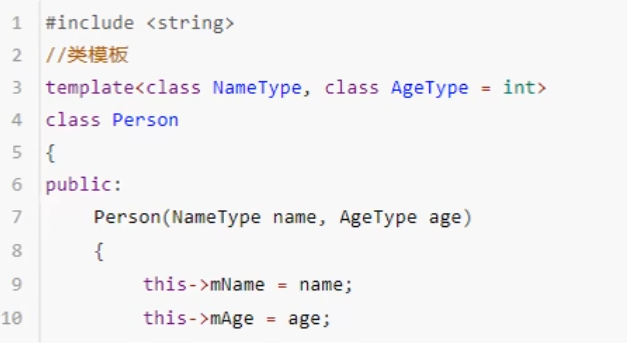 1 #include <string>
2 //类模板
3 template<class NameType, class AgeType = int>
4 class Person
5 {
6 public:
7 Person(NameType name, AgeType age)
8 {
9 this->mName = name;
10 this->mAge = age;